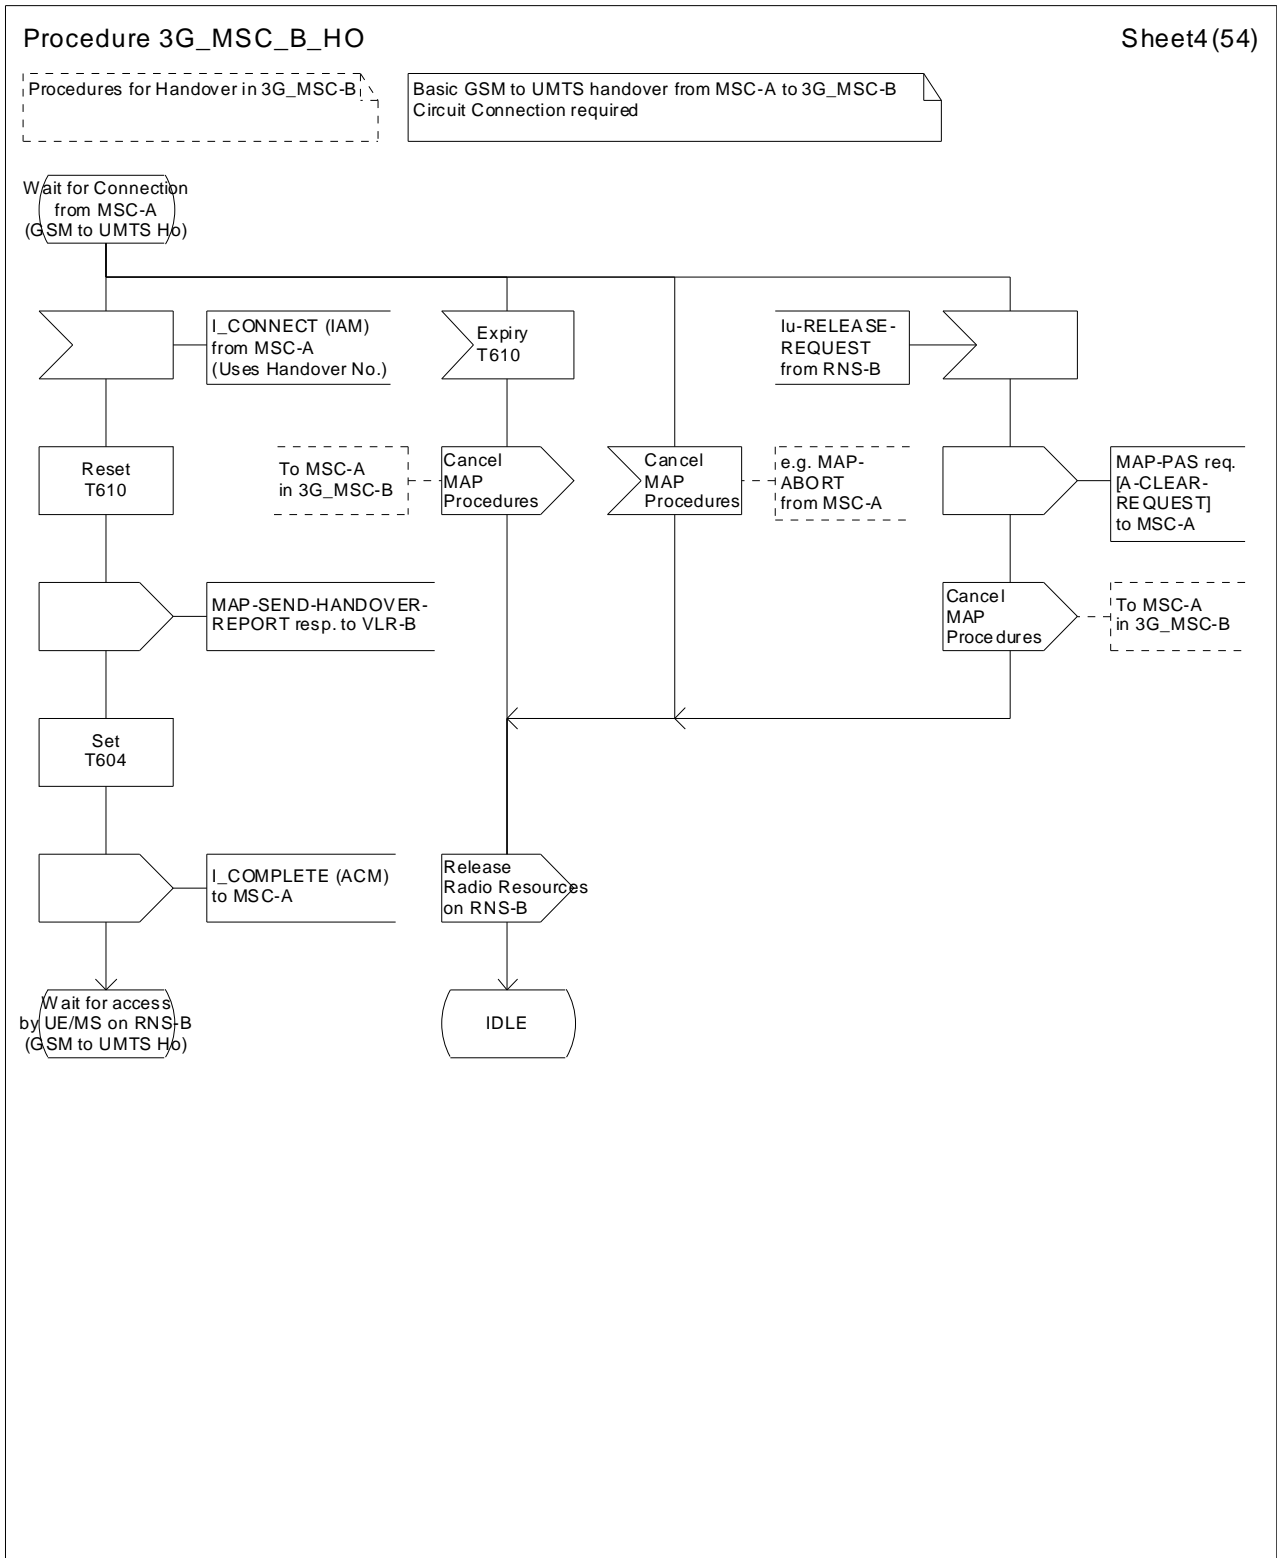 Procedure 3G_MSC_B_HO
Sheet4(54)
Procedures for Handover in 3G_MSC-B
Basic GSM to UMTS handover from MSC-A to 3G_MSC-B
Circuit Connection required
Wait for Connection
from MSC-A
(GSM to UMTS Ho)
I_CONNECT (IAM)
from MSC-A
(Uses Handover No.)
Expiry
T610
Iu-RELEASE-
REQUEST
from RNS-B
Reset
T610
To MSC-A
in 3G_MSC-B
Cancel
MAP
Procedures
Cancel
MAP
Procedures
e.g. MAP-
ABORT
from MSC-A
MAP-PAS req.
[A-CLEAR-
REQUEST]
to MSC-A
MAP-SEND-HANDOVER-
REPORT resp. to VLR-B
Cancel
MAP
Procedures
To MSC-A
in 3G_MSC-B
Set
T604
I_COMPLETE (ACM)
to MSC-A
Release
Radio Resources
on RNS-B
Wait for access
by UE/MS on RNS-B
(GSM to UMTS Ho)
IDLE